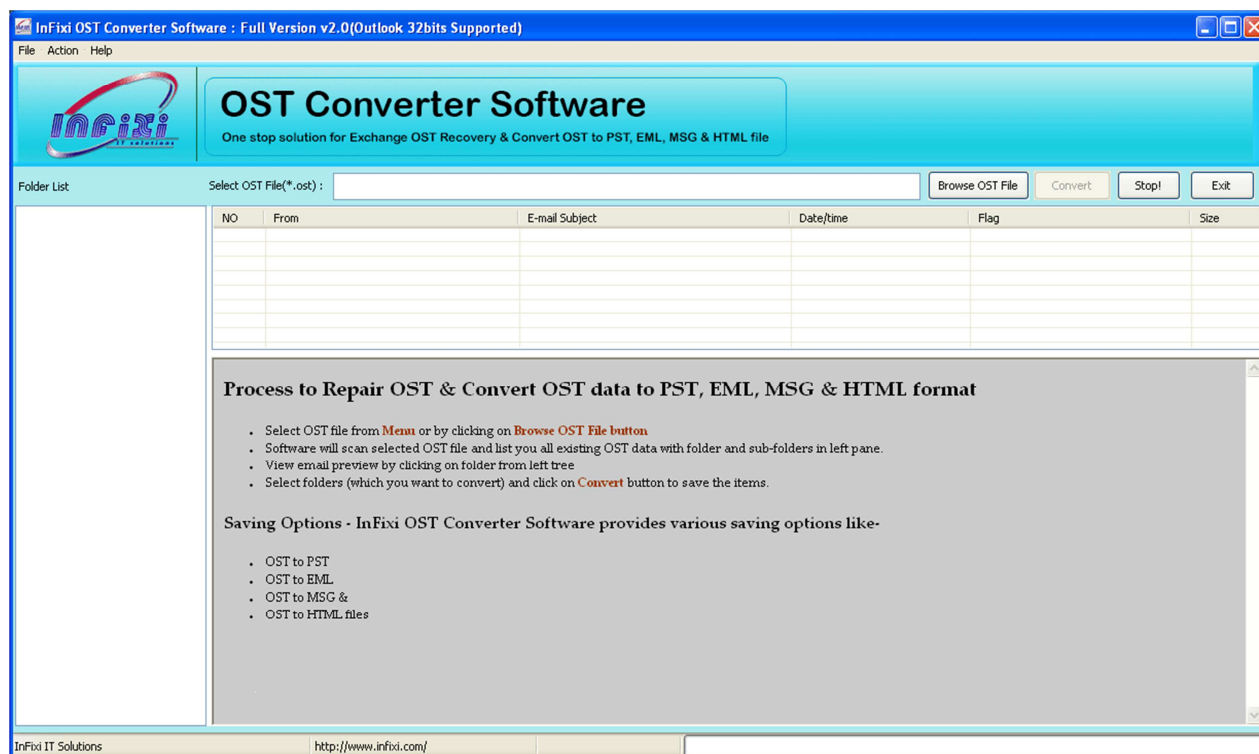 InFixi OST Converter Software : Full Version v2.0(Outlook 32bits Supported)
File Action Help
InFiXi
IT solutions
OST Converter Software
One stop solution for Exchange OST Recovery & Convert OST to PST, EML, MSG & HTML file
Folder List
Select OST File(*.ost) :
Browse OST File
Convert
Stop!
Exit
NO From E-mail Subject Date/time Flag Size
Process to Repair OST & Convert OST data to PST, EML, MSG & HTML format
• Select OST file from Menu or by clicking on Browse OST File button
• Software will scan selected OST file and list you all existing OST data with folder and sub-folders in left pane.
• View email preview by clicking on folder from left tree
• Select folders (which you want to convert) and click on Convert button to save the items.
Saving Options - InFixi OST Converter Software provides various saving options like-
• OST to PST
• OST to EML
• OST to MSG &
• OST to HTML files
InFixi IT Solutions http://www.infixi.com/